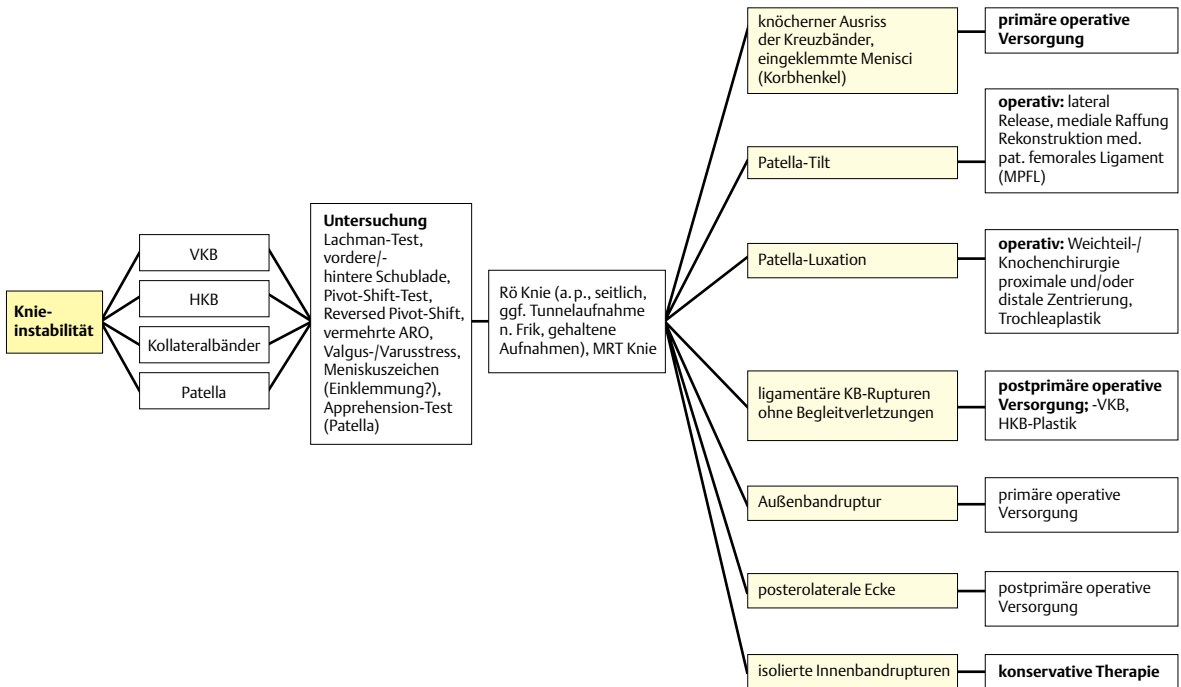 Knie-
instabilität
VKB
HKB
Kollateralbänder
Patella
Untersuchung
Lachman-Test,
vordere/-
hintere Schublade,
Pivot-Shift-Test,
Reversed Pivot-Shift,
vermehrte ARO,
Valgus-/Varusstress,
Meniskuszeichen
(Einklemmung?),
Apprehension-Test
(Patella)
Rö Knie (a. p., seitlich,
ggf. Tunnelaufnahme
n. Frik, gehaltene
Aufnahmen), MRT Knie
knöcherner Ausriss
der Kreuzbänder,
eingeklemmte Menisci
(Korbhenkel)
primäre operative
Versorgung
Patella-Tilt
operativ: lateral
Release, mediale Raffung
Rekonstruktion med.
pat. femorales Ligament
(MPFL)
Patella-Luxation
operativ: Weichteil-/
Knochenchirurgie
proximale und/oder
distale Zentrierung,
Trochleaplastik
ligamentäre KB-Rupturen
ohne Begleitverletzungen
postprimäre operative
Versorgung; -VKB,
HKB-Plastik
Außenbandruptur
primäre operative
Versorgung
posterolaterale Ecke
postprimäre operative
Versorgung
isolierte Innenbandrupturen
konservative Therapie